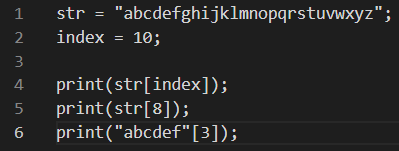 1 str = "abcdefghijklmnopqrstuvwxyz";
2 index = 10;
3
4 print(str[index]);
5 print(str[8]);
6 print("abcdef"[3]);